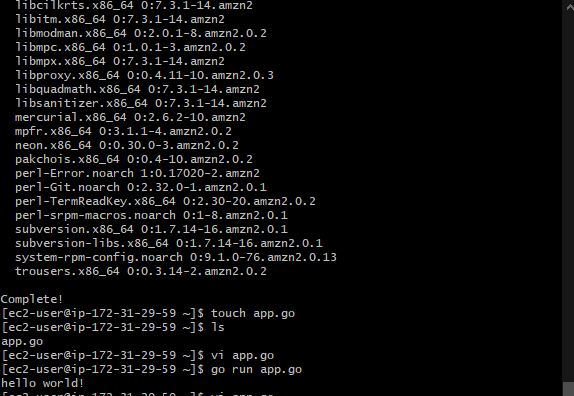 libcilkrts.x86_64 0:7.3.1-14.amzn2
libitm.x86_64 0:7.3.1-14.amzn2
libmodman.x86_64 0:2.0.1-8.amzn2.0.2
libmpc.x86_64 0:1.0.1-3.amzn2.0.2
libmpx.x86_64 0:7.3.1-14.amzn2
libproxy.x86_64 0:0.4.11-10.amzn2.0.3
libquadmath.x86_64 0:7.3.1-14.amzn2
libsanitizer.x86_64 0:7.3.1-14.amzn2
mercurial.x86_64 0:2.6.2-10.amzn2
mpfr.x86_64 0:3.1.1-4.amzn2.0.2
neon.x86_64 0:0.30.0-3.amzn2.0.2
pakchois.x86_64 0:0.4-10.amzn2.0.2
perl-Error.noarch 1:0.17020-2.amzn2
perl-Git.noarch 0:2.32.0-1.amzn2.0.1
perl-TermReadKey.x86_64 0:2.30-20.amzn2.0.2
perl-srpm-macros.noarch 0:1-8.amzn2.0.1
subversion.x86_64 0:1.7.14-16.amzn2.0.1
subversion-libs.x86_64 0:1.7.14-16.amzn2.0.1
system-rpm-config.noarch 0:9.1.0-76.amzn2.0.13
trousers.x86_64 0:0.3.14-2.amzn2.0.2
Complete!
[ec2-user@ip-172-31-29-59 ~]$ touch app.go
[ec2-user@ip-172-31-29-59 ~]$ ls
app.go
[ec2-user@ip-172-31-29-59 ~]$ vi app.go
[ec2-user@ip-172-31-29-59 ~]$ go run app.go
hello world!
[ec2-user@ip-172-31-29-59 ~]$ vi app.go